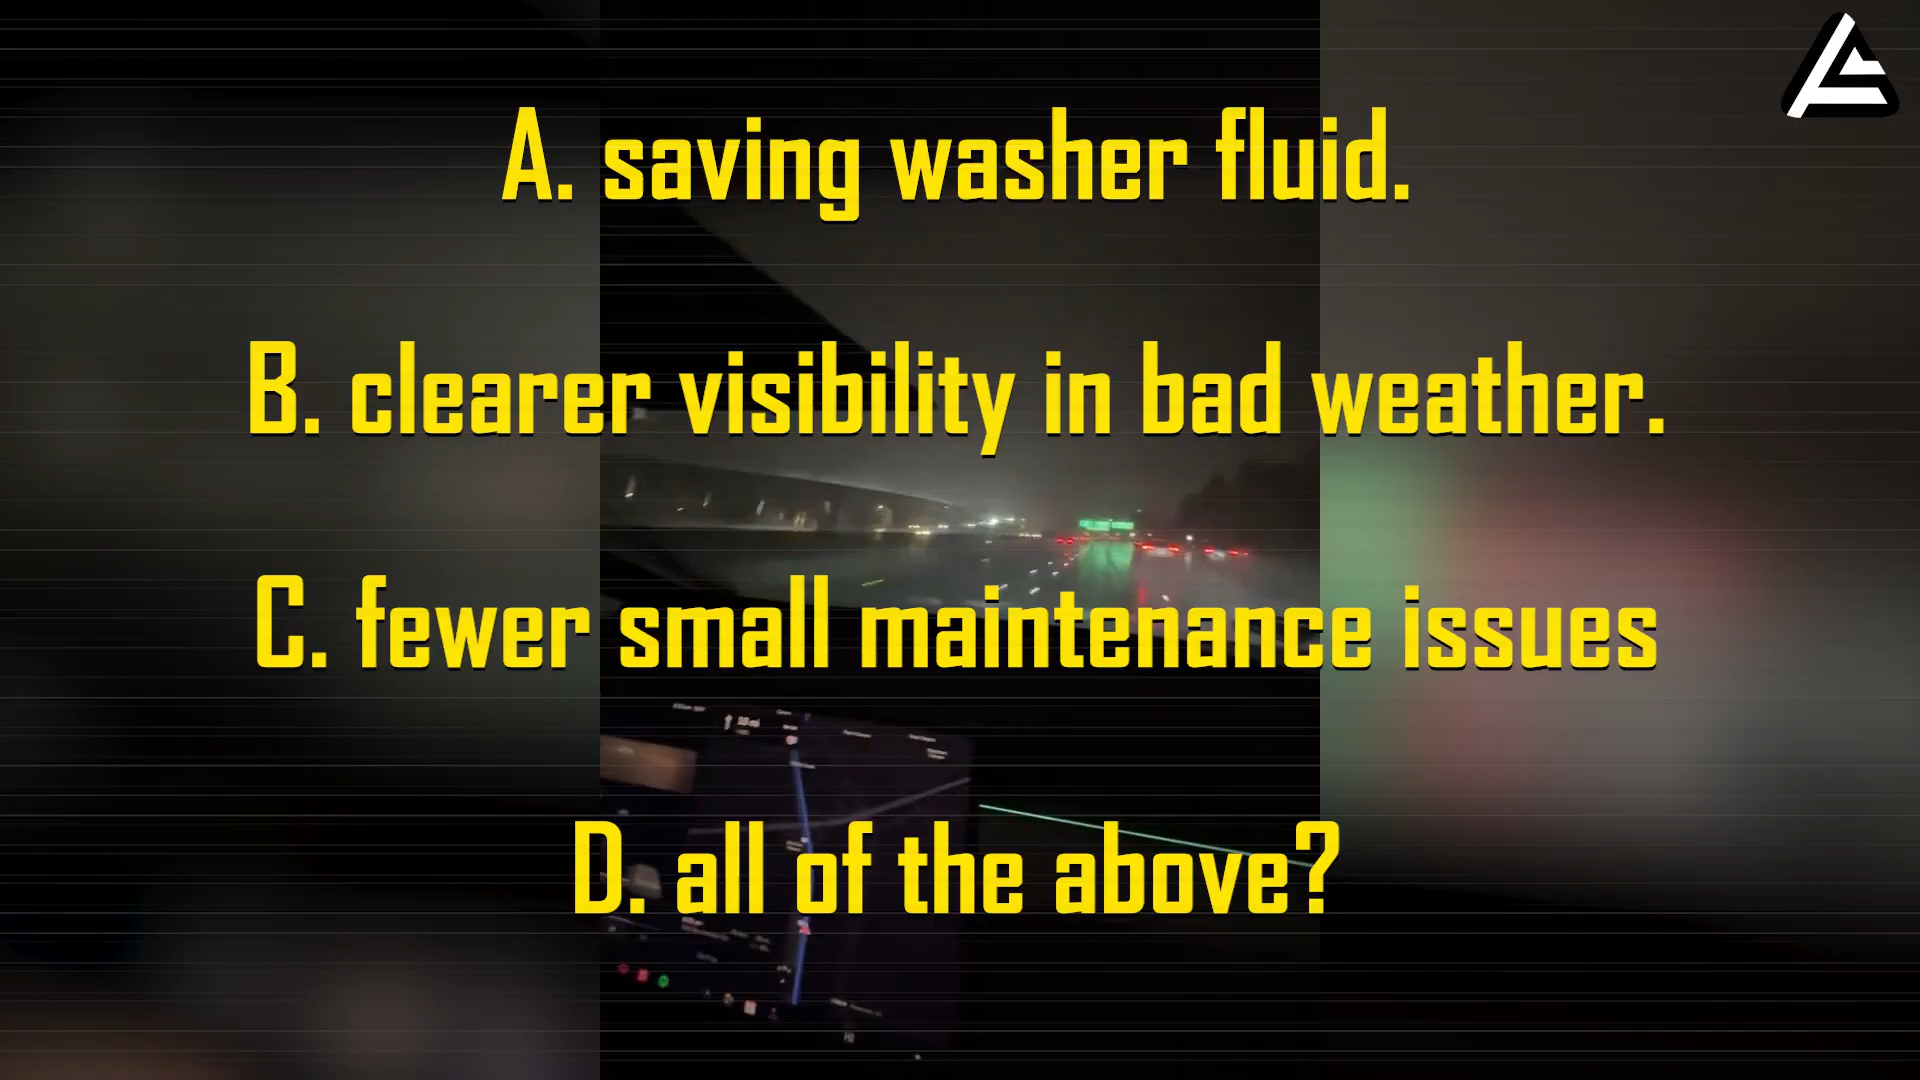 A. saving washer fluid.
B. clearer visibility in bad weather.
C. fewer small maintenance issues
D. all of the above?